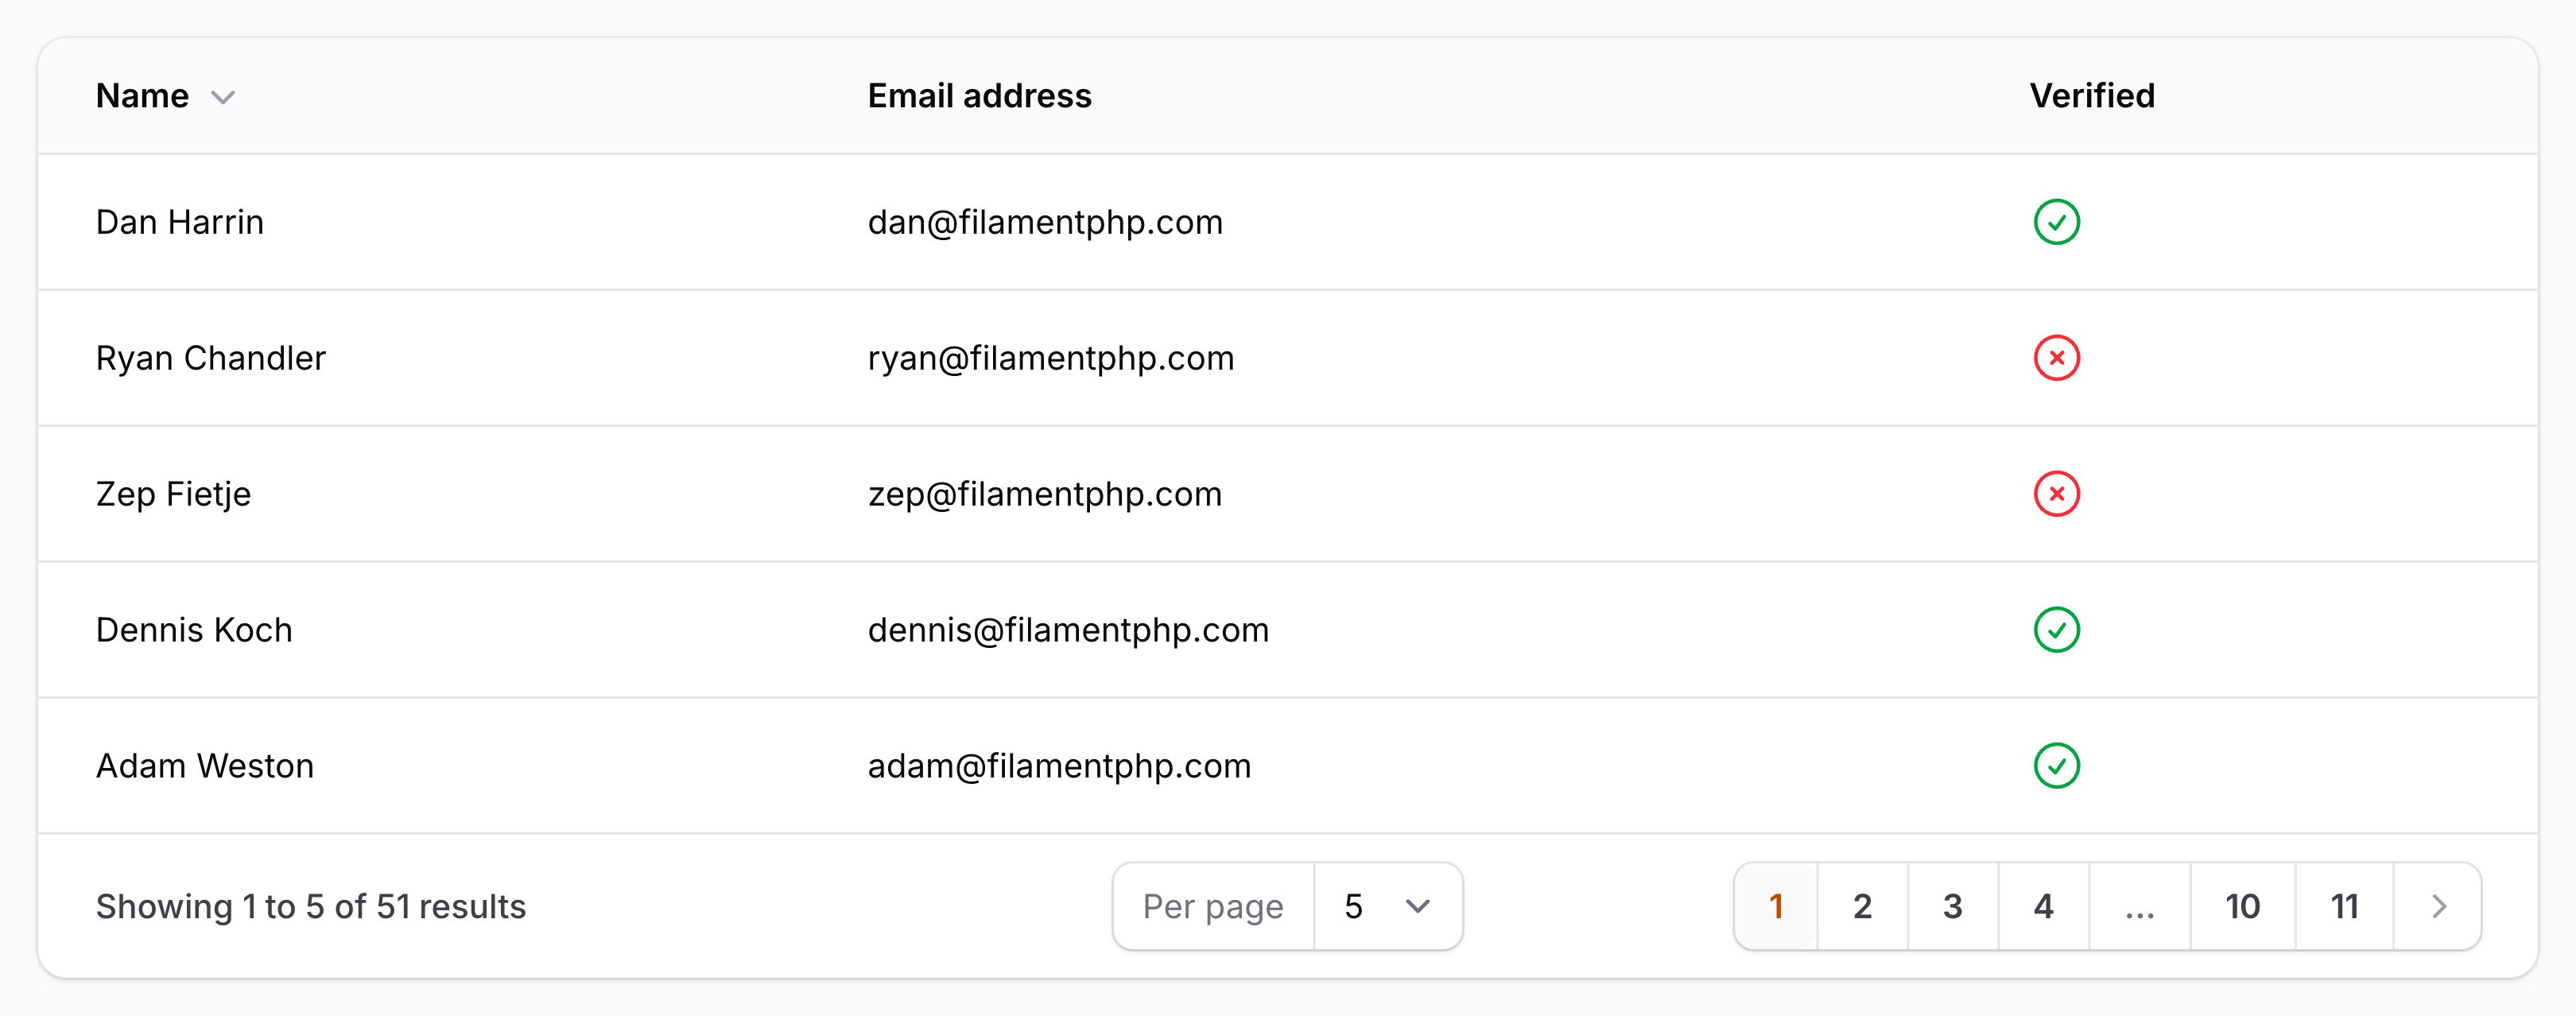 Name Email address Verified
Dan Harrin dan@filamentphp.com
Ryan Chandler ryan@filamentphp.com
Zep Fietje zep@filamentphp.com
Dennis Koch dennis@filamentphp.com
Adam Weston adam@filamentphp.com
Showing 1 to 5 of 51 results Per page 5 1 2 3 4 ... 10 11